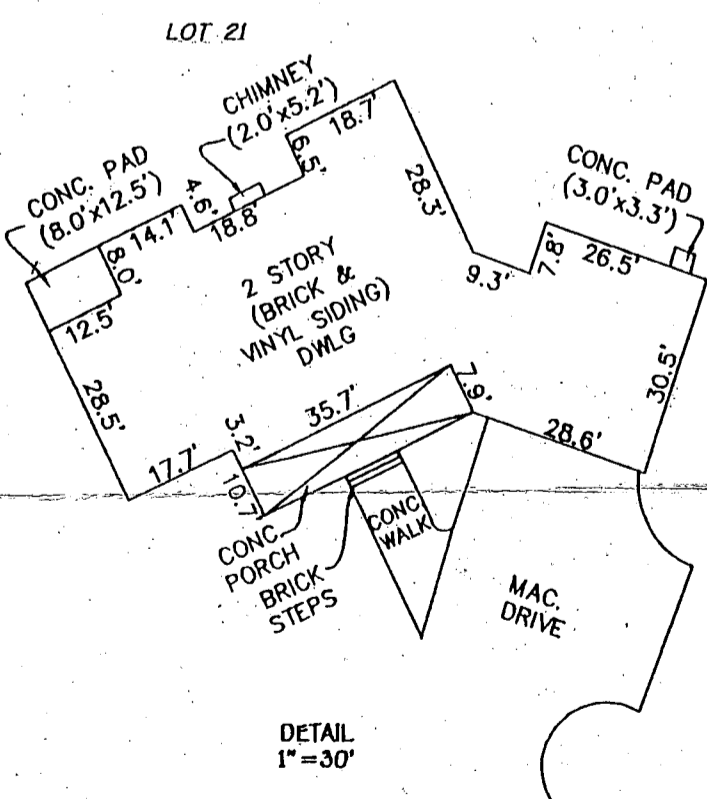 LOT 21
CHIMNEY
(2.0'x5.2')
18.7'
6.5'
CONC. PAD
(8.0'x12.5')
14.1'
4.6'
18.8'
28.3'
CONC. PAD
(3.0'x3.3')
8.0'
12.5'
2 STORY
(BRICK &
VINYL SIDING)
DWLG
9.3'
7.8'
26.5'
28.5'
35.7'
7.9'
30.5'
17.7'
3.2'
10.7'
28.6'
CONC.
PORCH
BRICK
STEPS
CONC.
WALK
MAC.
DRIVE
DETAIL
1"=30'